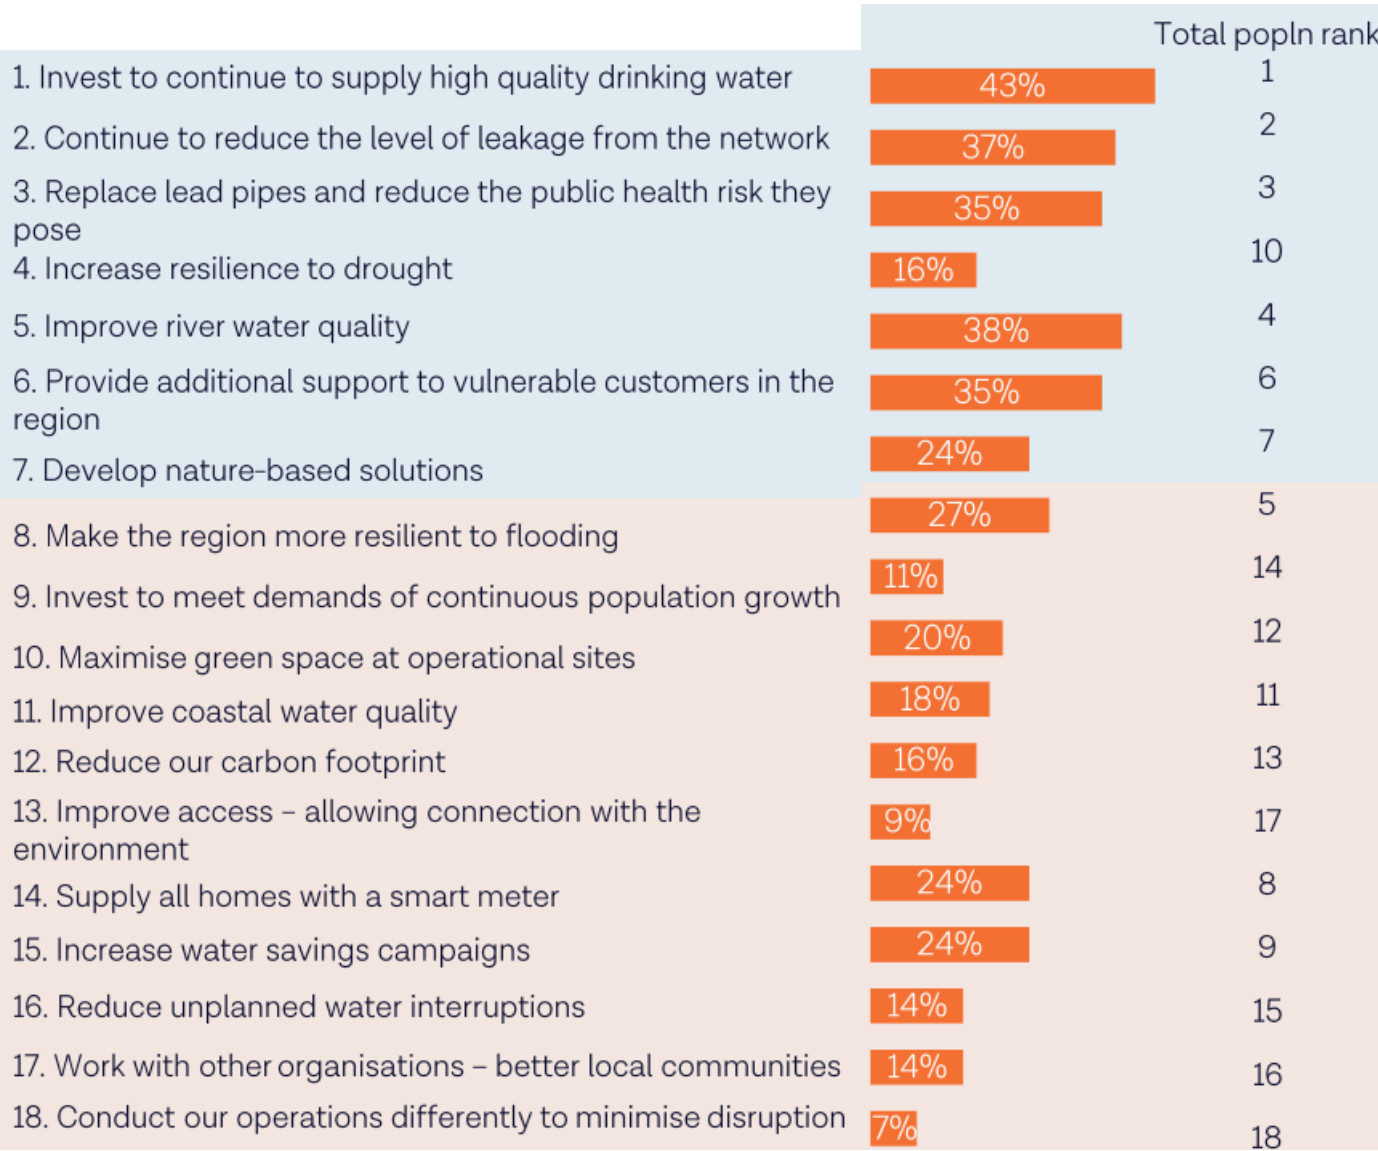 Total popln rank
1. Invest to continue to supply high quality drinking water 43% 1
2. Continue to reduce the level of leakage from the network 37% 2
3. Replace lead pipes and reduce the public health risk they
pose 35% 3
4. Increase resilience to drought 16% 10
5. Improve river water quality 38% 4
6. Provide additional support to vulnerable customers in the
region 35% 6
7. Develop nature-based solutions 24% 7
8. Make the region more resilient to flooding 27% 5
9. Invest to meet demands of continuous population growth 11% 14
10. Maximise green space at operational sites 20% 12
11. Improve coastal water quality 18% 11
12. Reduce our carbon footprint 16% 13
13. Improve access – allowing connection with the
environment 9% 17
14. Supply all homes with a smart meter 24% 8
15. Increase water savings campaigns 24% 9
16. Reduce unplanned water interruptions 14% 15
17. Work with other organisations – better local communities 14% 16
18. Conduct our operations differently to minimise disruption 7% 18